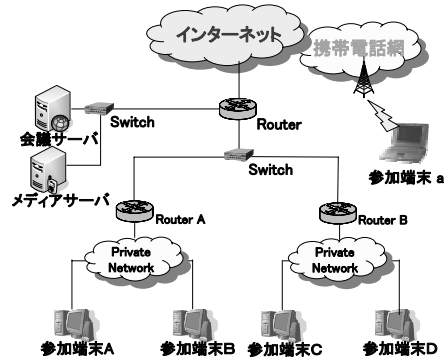 インターネット
携帯電話網
会議サーバ
Switch
Router
メディアサーバ
Switch
参加端末 a
Router A
Router B
Private
Network
Private
Network
参加端末A
参加端末B
参加端末C
参加端末D